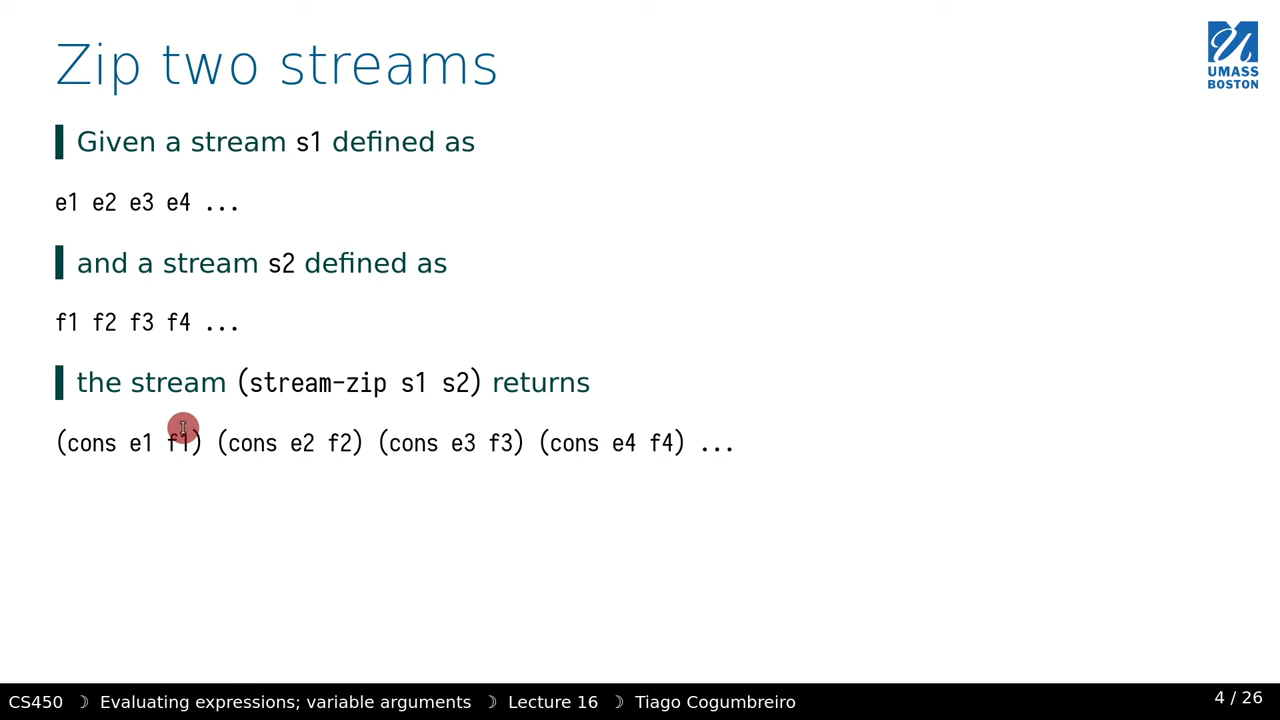 Zip two streams
UMASS
BOSTON
Given a stream s1 defined as
e1 e2 e3 e4 ...
and a stream s2 defined as
f1 f2 f3 f4 ...
the stream (stream-zip s1 s2) returns
(cons e1 f1) (cons e2 f2) (cons e3 f3) (cons e4 f4) ...
CS450 ☽ Evaluating expressions; variable arguments ☽ Lecture 16 ☽ Tiago Cogumbreiro
4 / 26